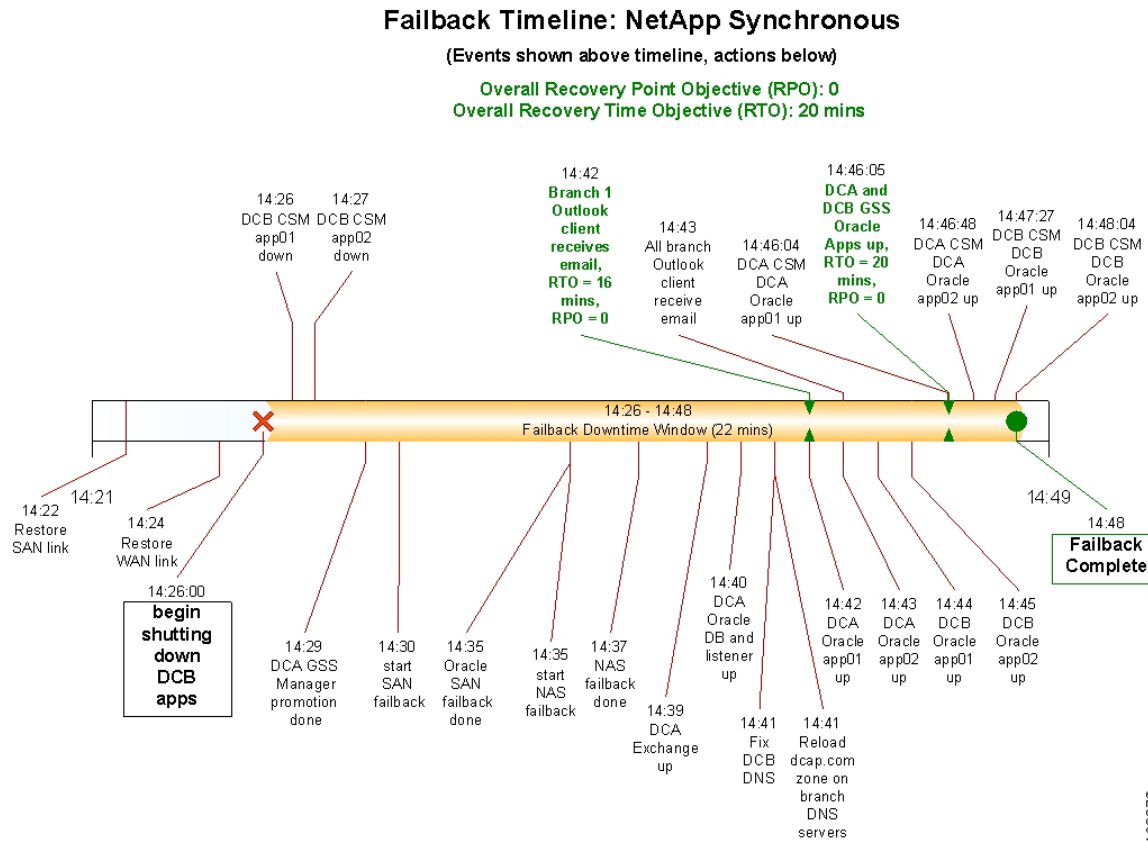 Failback Timeline: NetApp Synchronous
(Events shown above timeline, actions below)
Overall Recovery Point Objective (RPO): 0
Overall Recovery Time Objective (RTO): 20 mins
14:26
DCB CSM
app01
down
14:27
DCB CSM
app02
down
14:42
Branch 1
Outlook
client
receives
email,
RTO = 16
mins,
RPO = 0
14:43
All branch
Outlook
client
receive
email
14:46:04
DCA CSM
DCA
Oracle
app01 up
14:46:05
DCA and
DCB GSS
Oracle
Apps up,
RTO = 20
mins,
RPO = 0
14:46:48
DCA CSM
DCA
Oracle
app02 up
14:47:27
DCB CSM
DCB
Oracle
app01 up
14:48:04
DCB CSM
DCB
Oracle
app02 up
14:26 - 14:48
Failback Downtime Window (22 mins)
14:21
14:49
14:22
Restore
SAN link
14:24
Restore
WAN link
14:26:00
begin
shutting
down
DCB
apps
14:29
DCA GSS
Manager
promotion
done
14:30
start
SAN
failback
14:35
Oracle
SAN
failback
done
14:35
start
NAS
failback
14:37
NAS
failback
done
14:39
DCA
Exchange
up
14:40
DCA
Oracle
DB and
listener
up
14:41
Fix
DCB
DNS
14:41
Reload
dcap.com
zone on
branch
DNS
servers
14:42
DCA
Oracle
app01
up
14:43
DCA
Oracle
app02
up
14:44
DCB
Oracle
app01
up
14:45
DCB
Oracle
app02
up
14:48
Failback
Complete